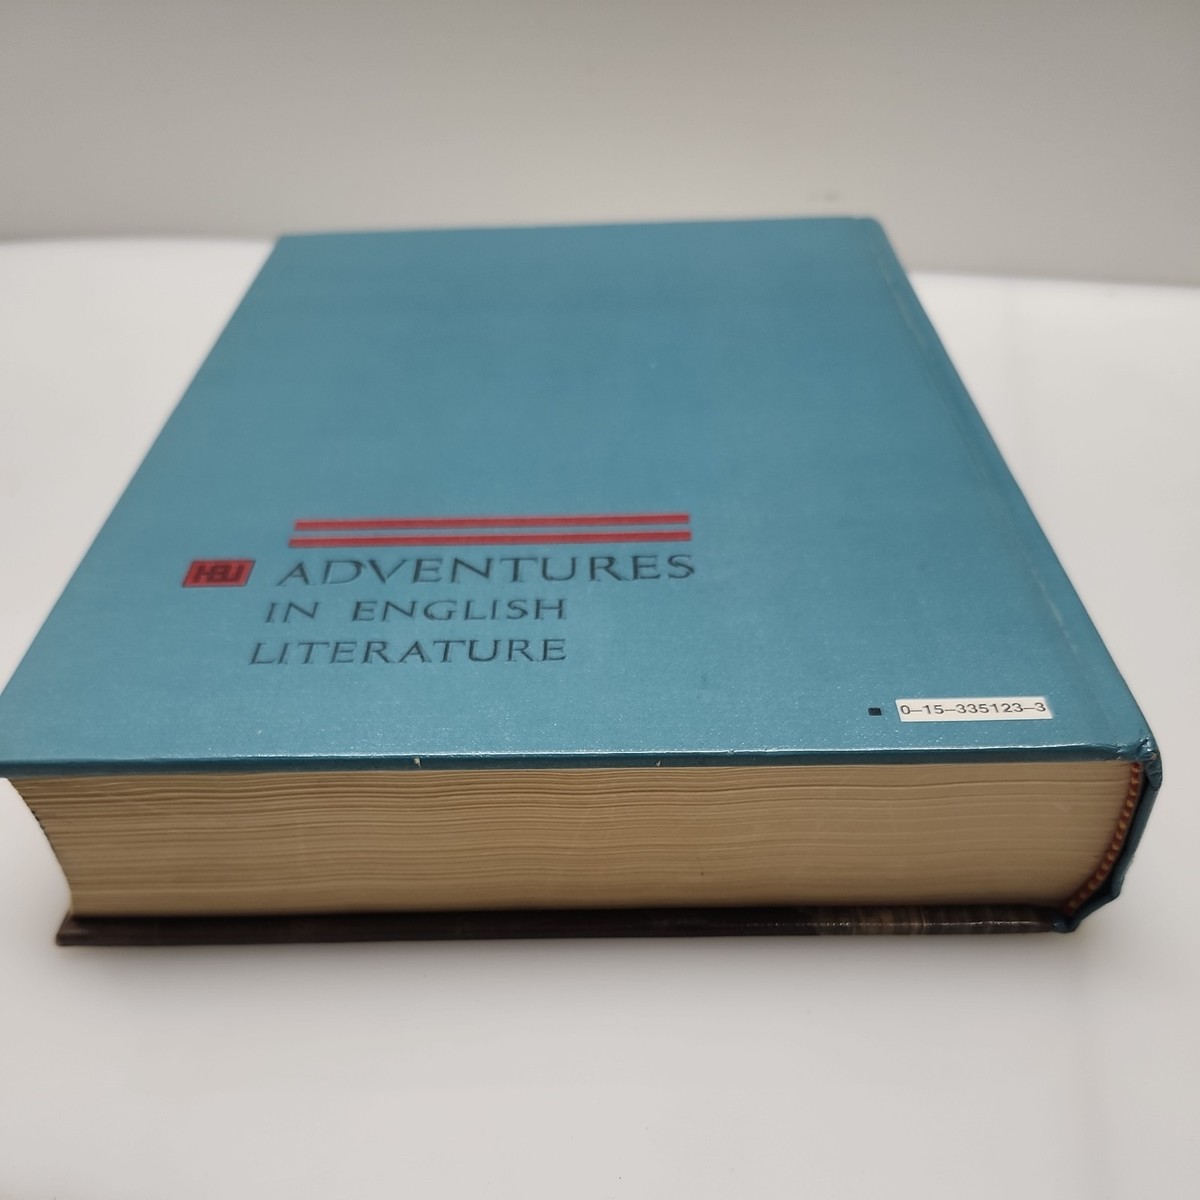 HBJ
ADVENTURES
IN ENGLISH
LITERATURE
0–15–335123–3